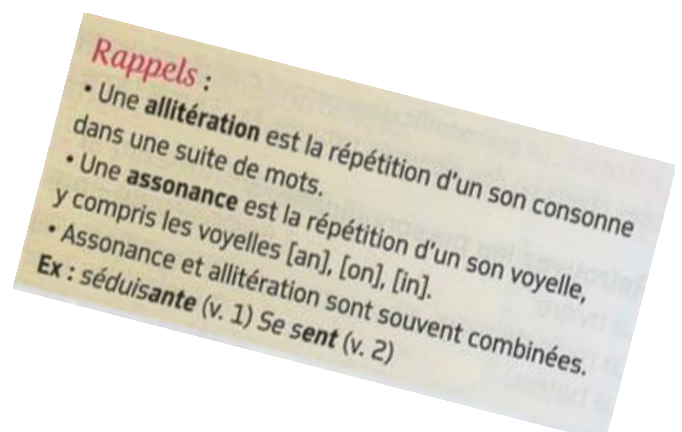 Rappels :
• Une allitération est la répétition d'un son consonne
dans une suite de mots.
• Une assonance est la répétition d'un son voyelle,
y compris les voyelles [an], [on], [in].
• Assonance et allitération sont souvent combinées.
Ex : séduisante (v. 1) Se sent (v. 2)